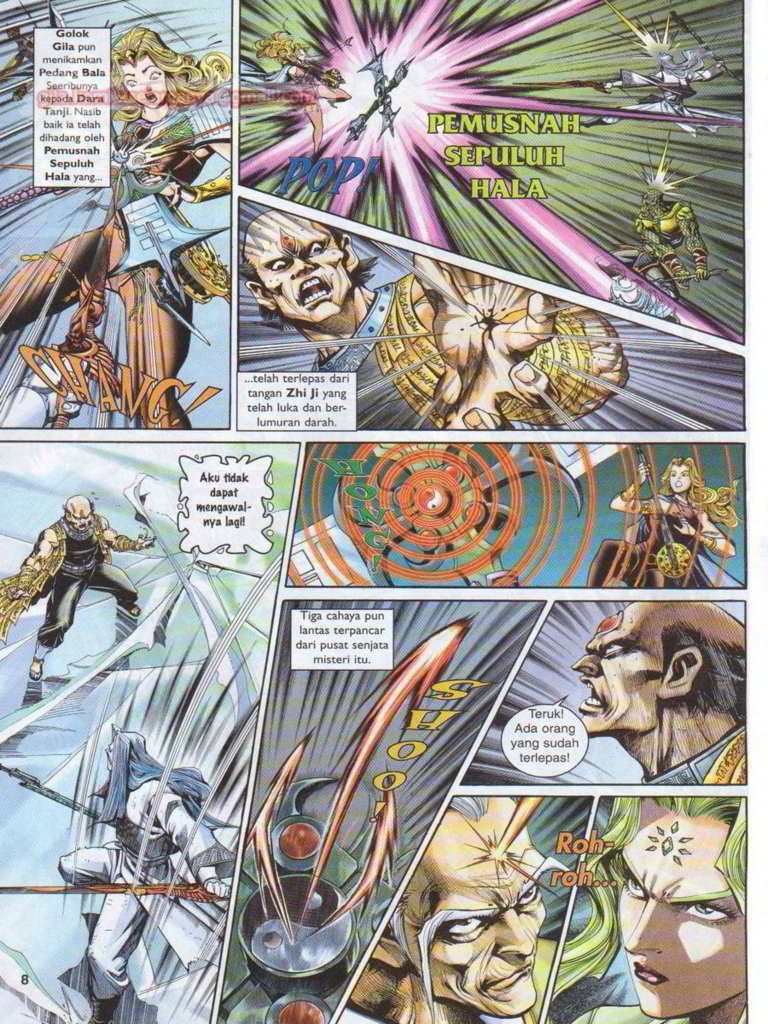 Golok
Gila pun
menikamkan
Pedang Bala
Seeribunya
kepada Dara
Tanji. Nasib
baik ia telah
dihadang oleh
Pemusnah
Sepuluh
Hala yang...
POP!
PEMUSNAH
SEPULUH
HALA
CHANG!
...telah terlepas dari
tangan Zhi Ji yang
telah luka dan ber-
lumuran darah.
Aku tidak
dapat
mengawal-
nya lagi!
HONG!
Tiga cahaya pun
lantas terpancar
dari pusat senjata
misteri itu.
SHOO!
Teruk!
Ada orang
yang sudah
terlepas!
Roh-
roh...
8